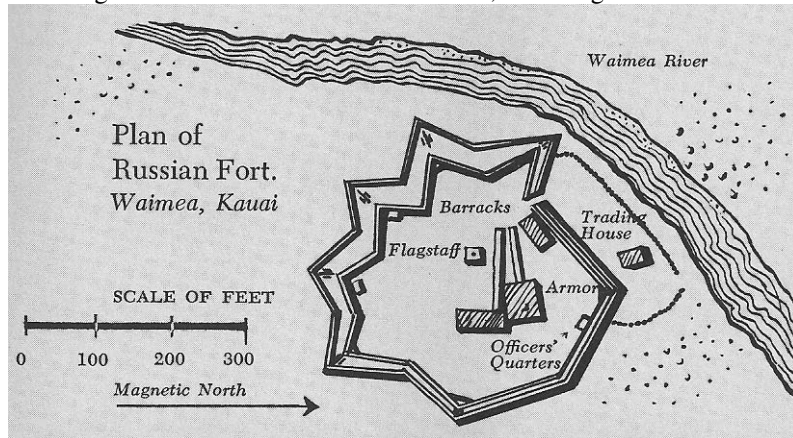 Waimea River
Plan of
Russian Fort.
Waimea, Kauai
Barracks
Trading
House
Flagstaff
Armor
SCALE OF FEET
0 100 200 300
Officers'
Quarters
Magnetic North